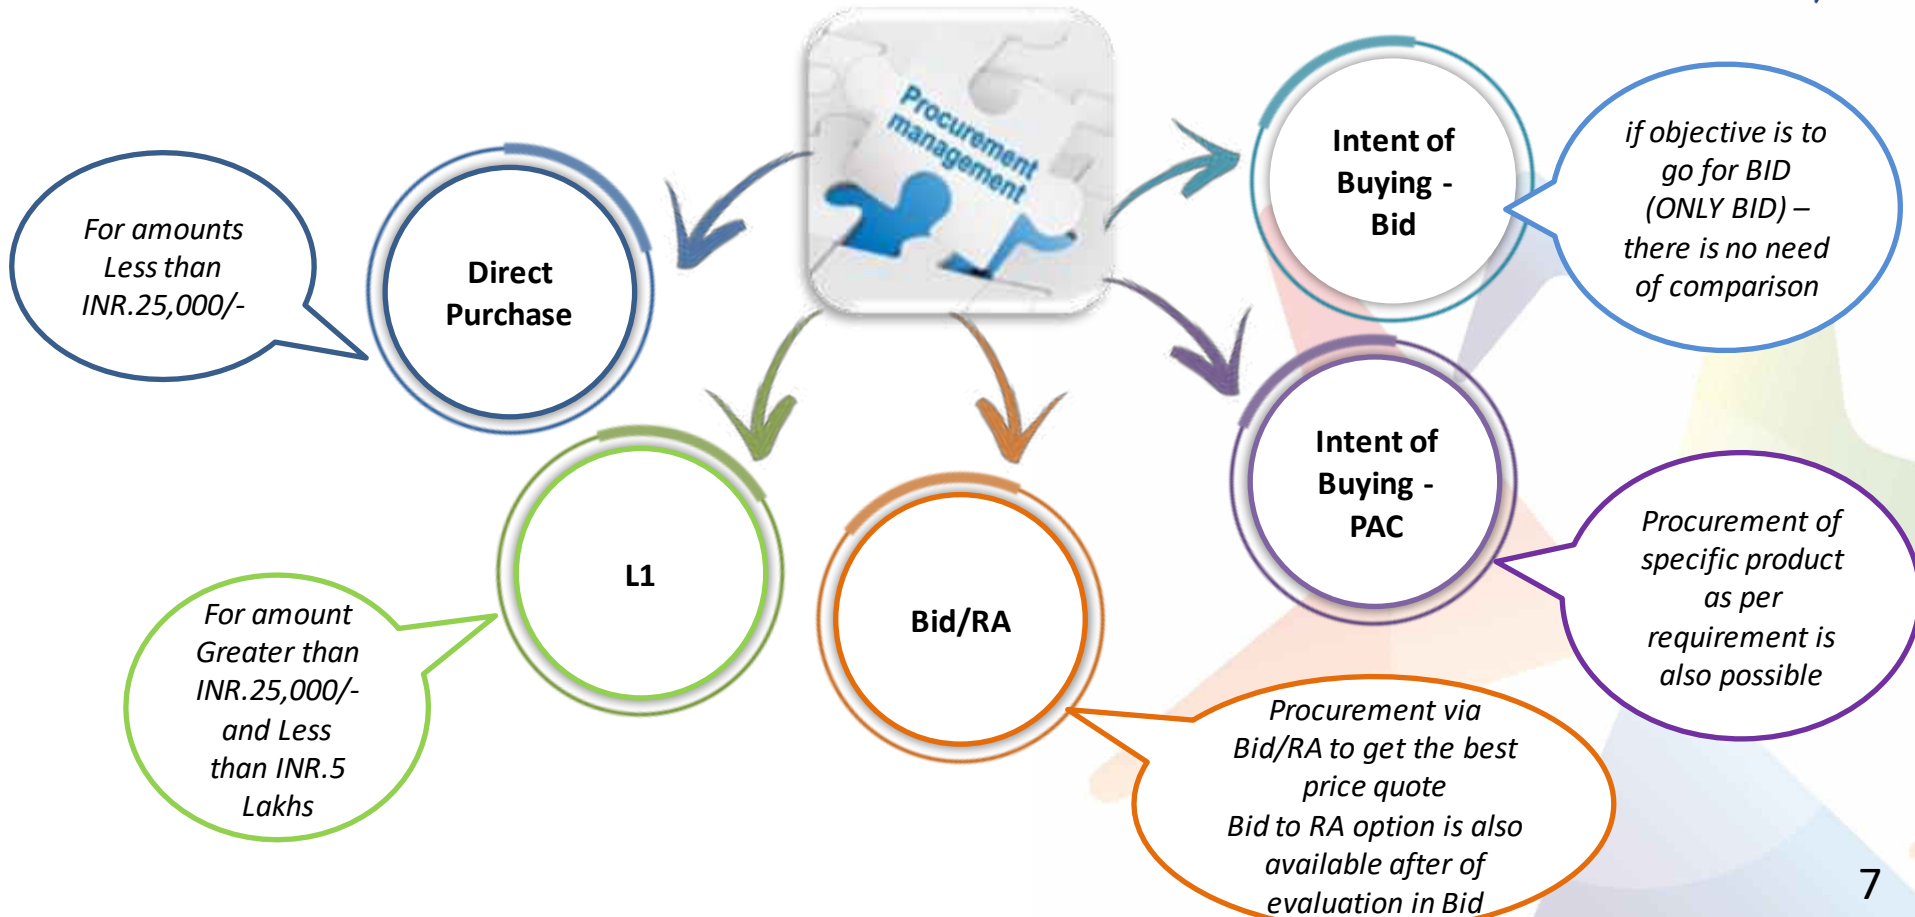 Procurement
management
For amounts
Less than
INR.25,000/-
Direct
Purchase
Intent of
Buying -
Bid
if objective is to
go for BID
(ONLY BID) –
there is no need
of comparison
L1
For amount
Greater than
INR.25,000/-
and Less
than INR.5
Lakhs
Bid/RA
Procurement via
Bid/RA to get the best
price quote
Bid to RA option is also
available after of
evaluation in Bid
Intent of
Buying -
PAC
Procurement of
specific product
as per
requirement is
also possible
7